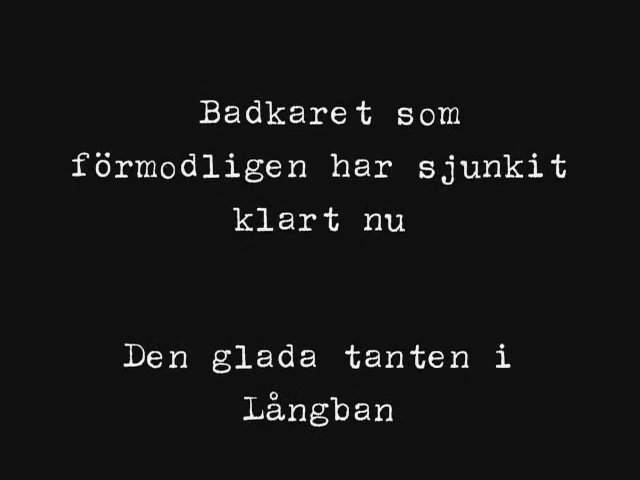 Badkaret som
förmodligen har sjunkit
klart nu
Den glada tanten i
Långban